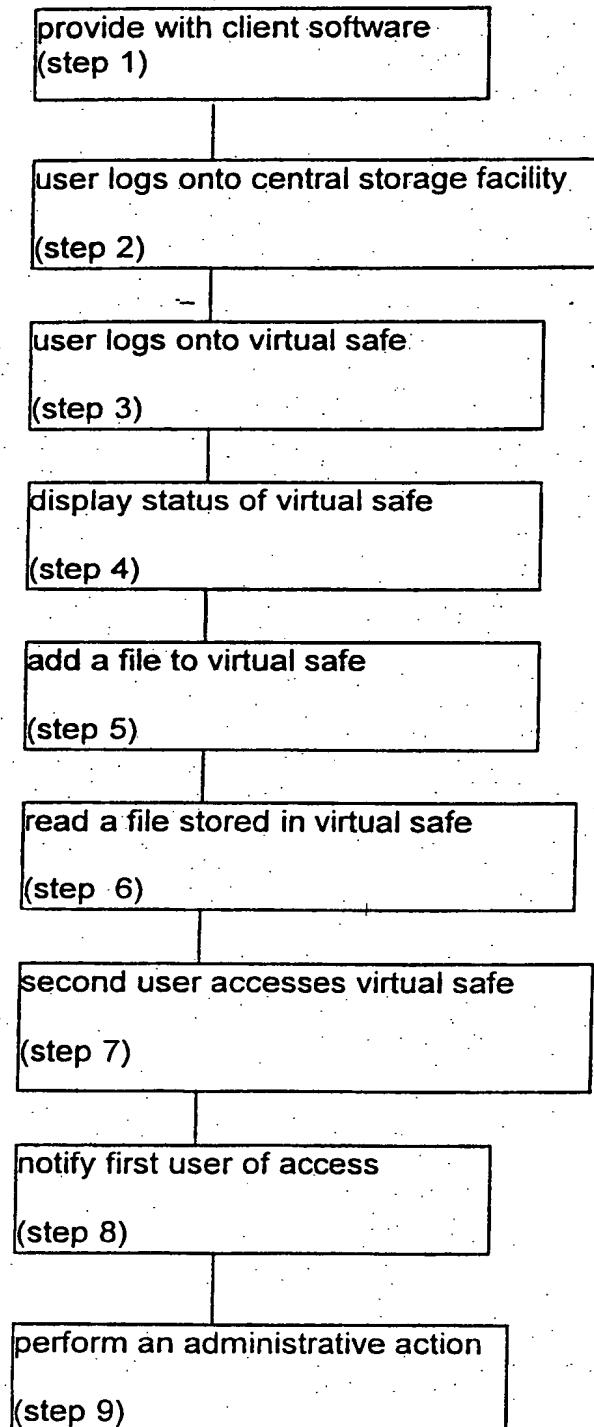 provide with client software
(step 1)
user logs onto central storage facility
(step 2)
user logs onto virtual safe
(step 3)
display status of virtual safe
(step 4)
add a file to virtual safe
(step 5)
read a file stored in virtual safe
(step 6)
second user accesses virtual safe
(step 7)
notify first user of access
(step 8)
perform an administrative action
(step 9)